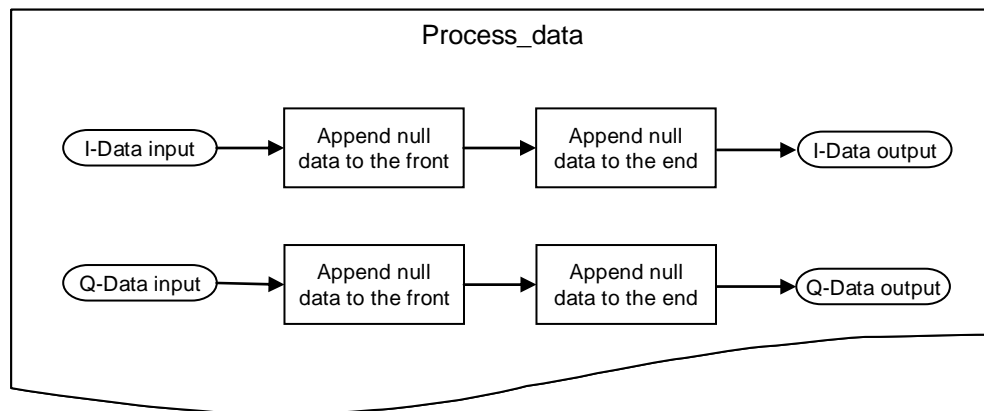 Process_data
I-Data input
Append null
data to the front
Append null
data to the end
I-Data output
Q-Data input
Append null
data to the front
Append null
data to the end
Q-Data output